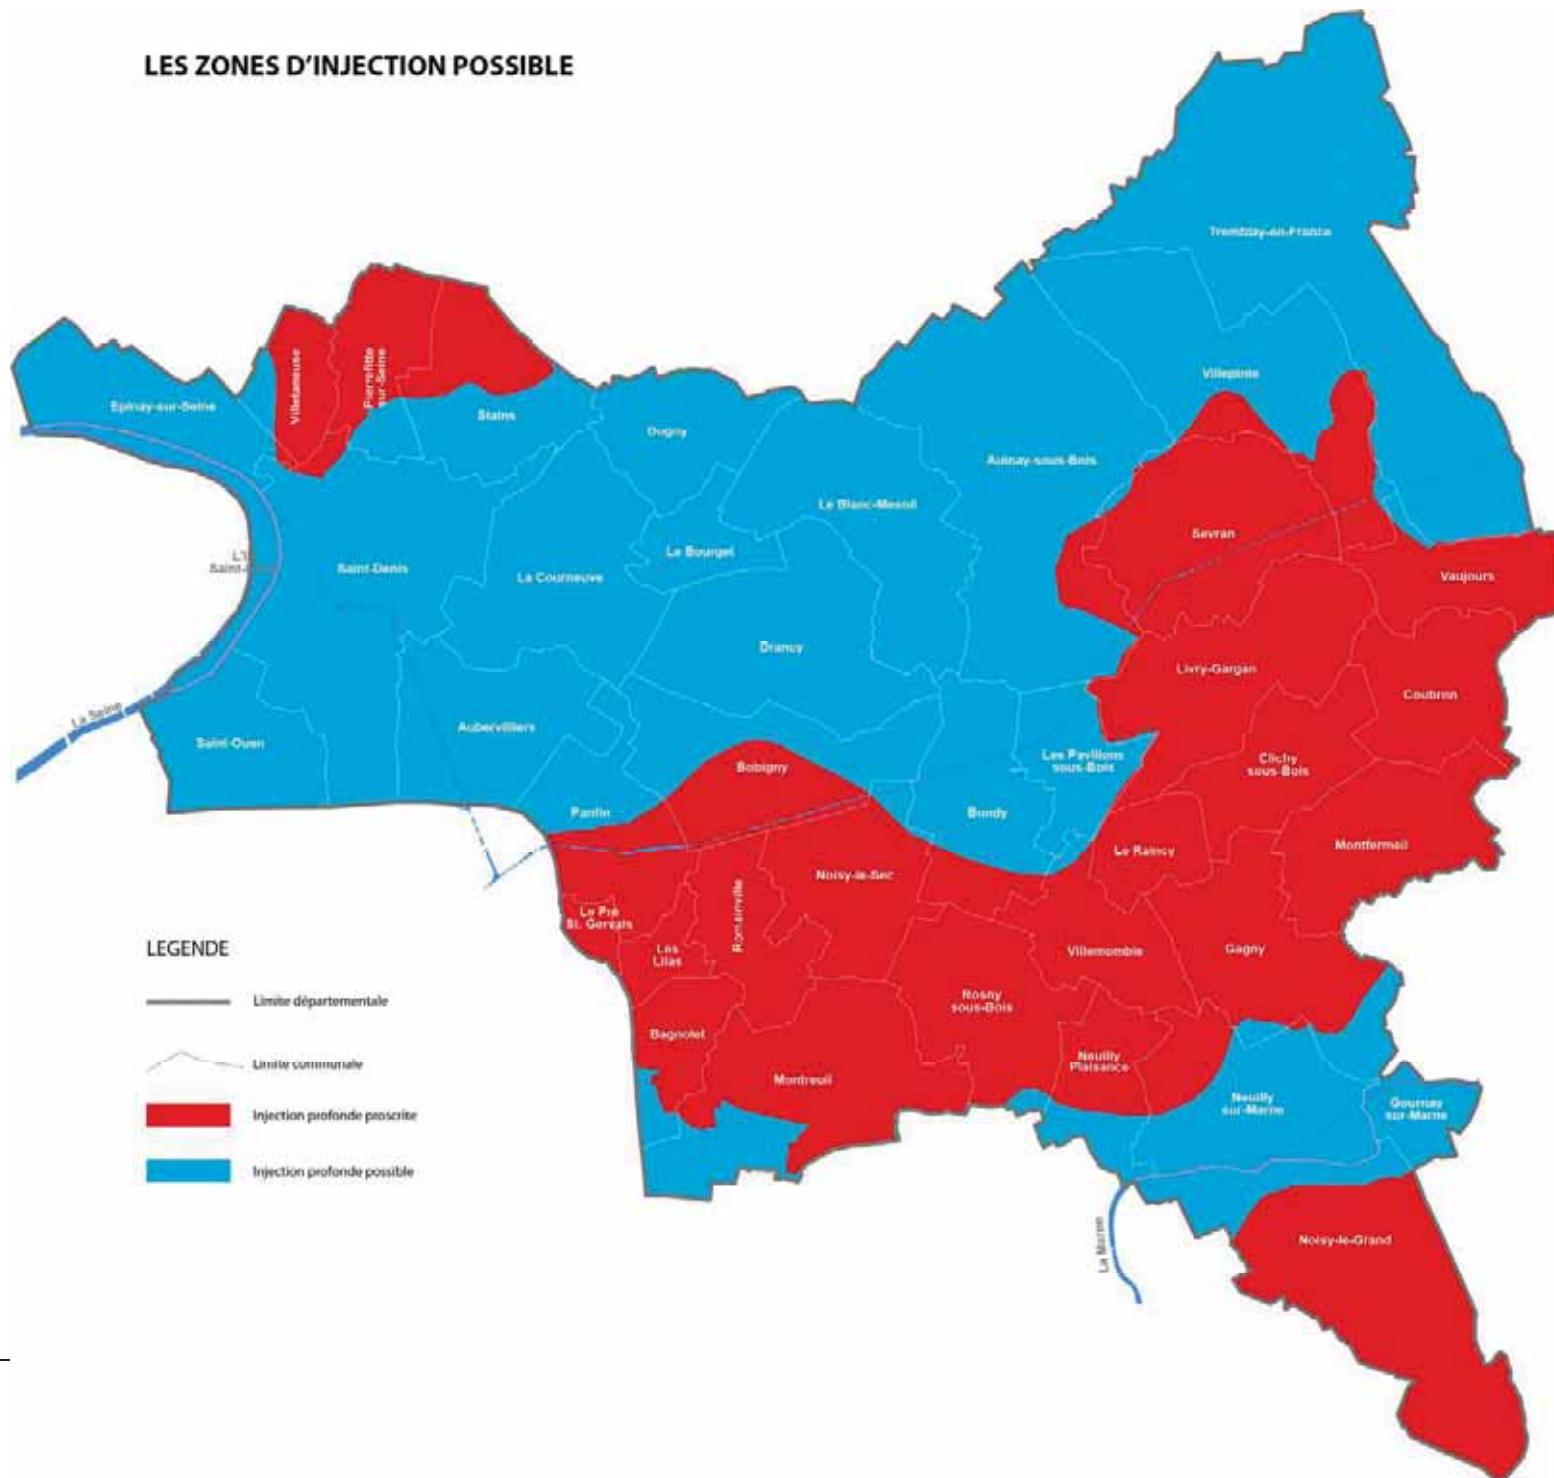 LES ZONES D'INJECTION POSSIBLE
Tremblay-en-France
Villepinte
Villetaneuse
Pierrefitte
sur-Seine
Epinay-sur-Seine
Stains
Dugny
Aulnay-sous-Bois
Le Blanc-Mesnil
Sevran
Le Bourget
Saint-Denis
La Courneuve
Vaujours
Drancy
Livry-Gargan
Coubron
La Seine
Saint-Ouen
Aubervilliers
Bobigny
Les Pavillons
sous-Bois
Clichy
sous-Bois
Pantin
Bondy
Le Raincy
Montfermeil
Noisy-le-Sec
Romainville
Le Pré
St. Gervais
Les
Lilas
Villemomble
Gagny
Rosny
sous-Bois
Bagnolet
Montreuil
Neuilly
Plaisance
Neuilly
sur-Marne
Gournay
sur-Marne
La Marne
Noisy-le-Grand
LEGENDE
Limite départementale
Limite communale
Injection profonde proscrite
Injection profonde possible